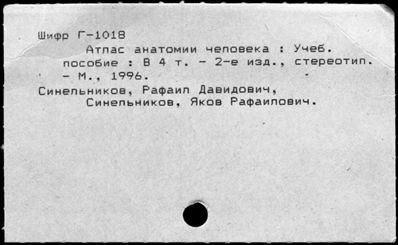 Шифр Г-1018
Атлас анатомии человека : Учеб.
пособие : В 4 т. - 2-е изд., стереотип.
- М., 1996.
Синельников, Рафаил Давидович,
Синельников, Яков Рафаилович.